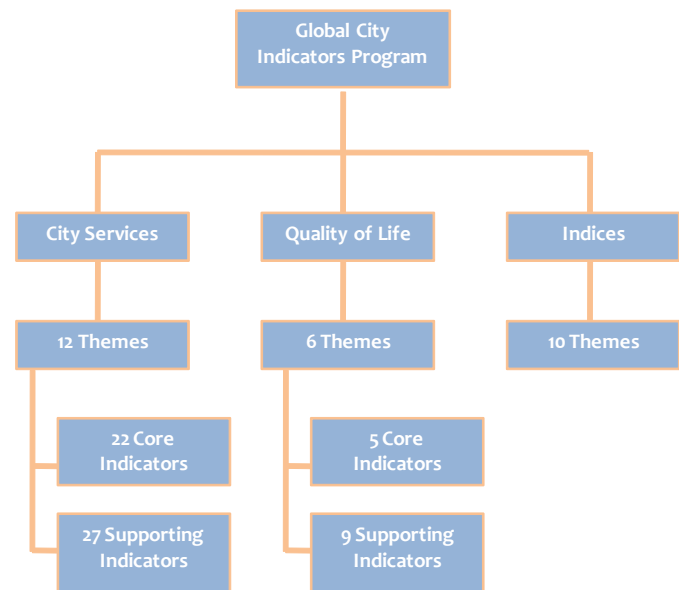 Global City
Indicators Program
City Services
Quality of Life
Indices
12 Themes
6 Themes
10 Themes
22 Core
Indicators
5 Core
Indicators
27 Supporting
Indicators
9 Supporting
Indicators